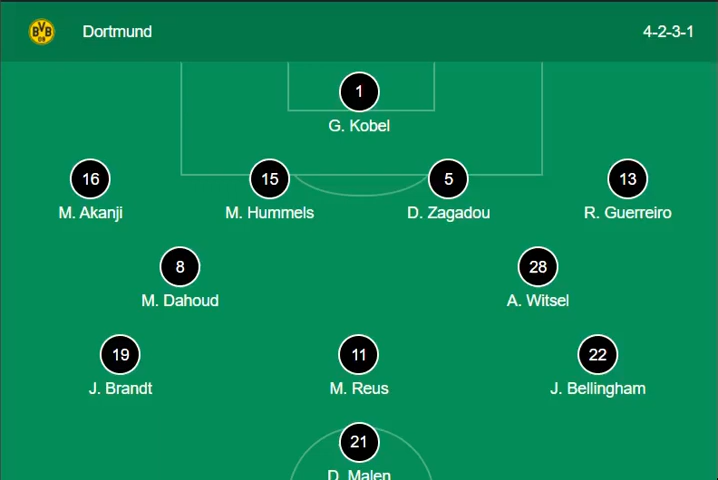 BVB
09
Dortmund
4-2-3-1
1
G. Kobel
16
15
5
13
M. Akanji
M. Hummels
D. Zagadou
R. Guerreiro
8
28
M. Dahoud
A. Witsel
19
11
22
J. Brandt
M. Reus
J. Bellingham
21
D. Malen